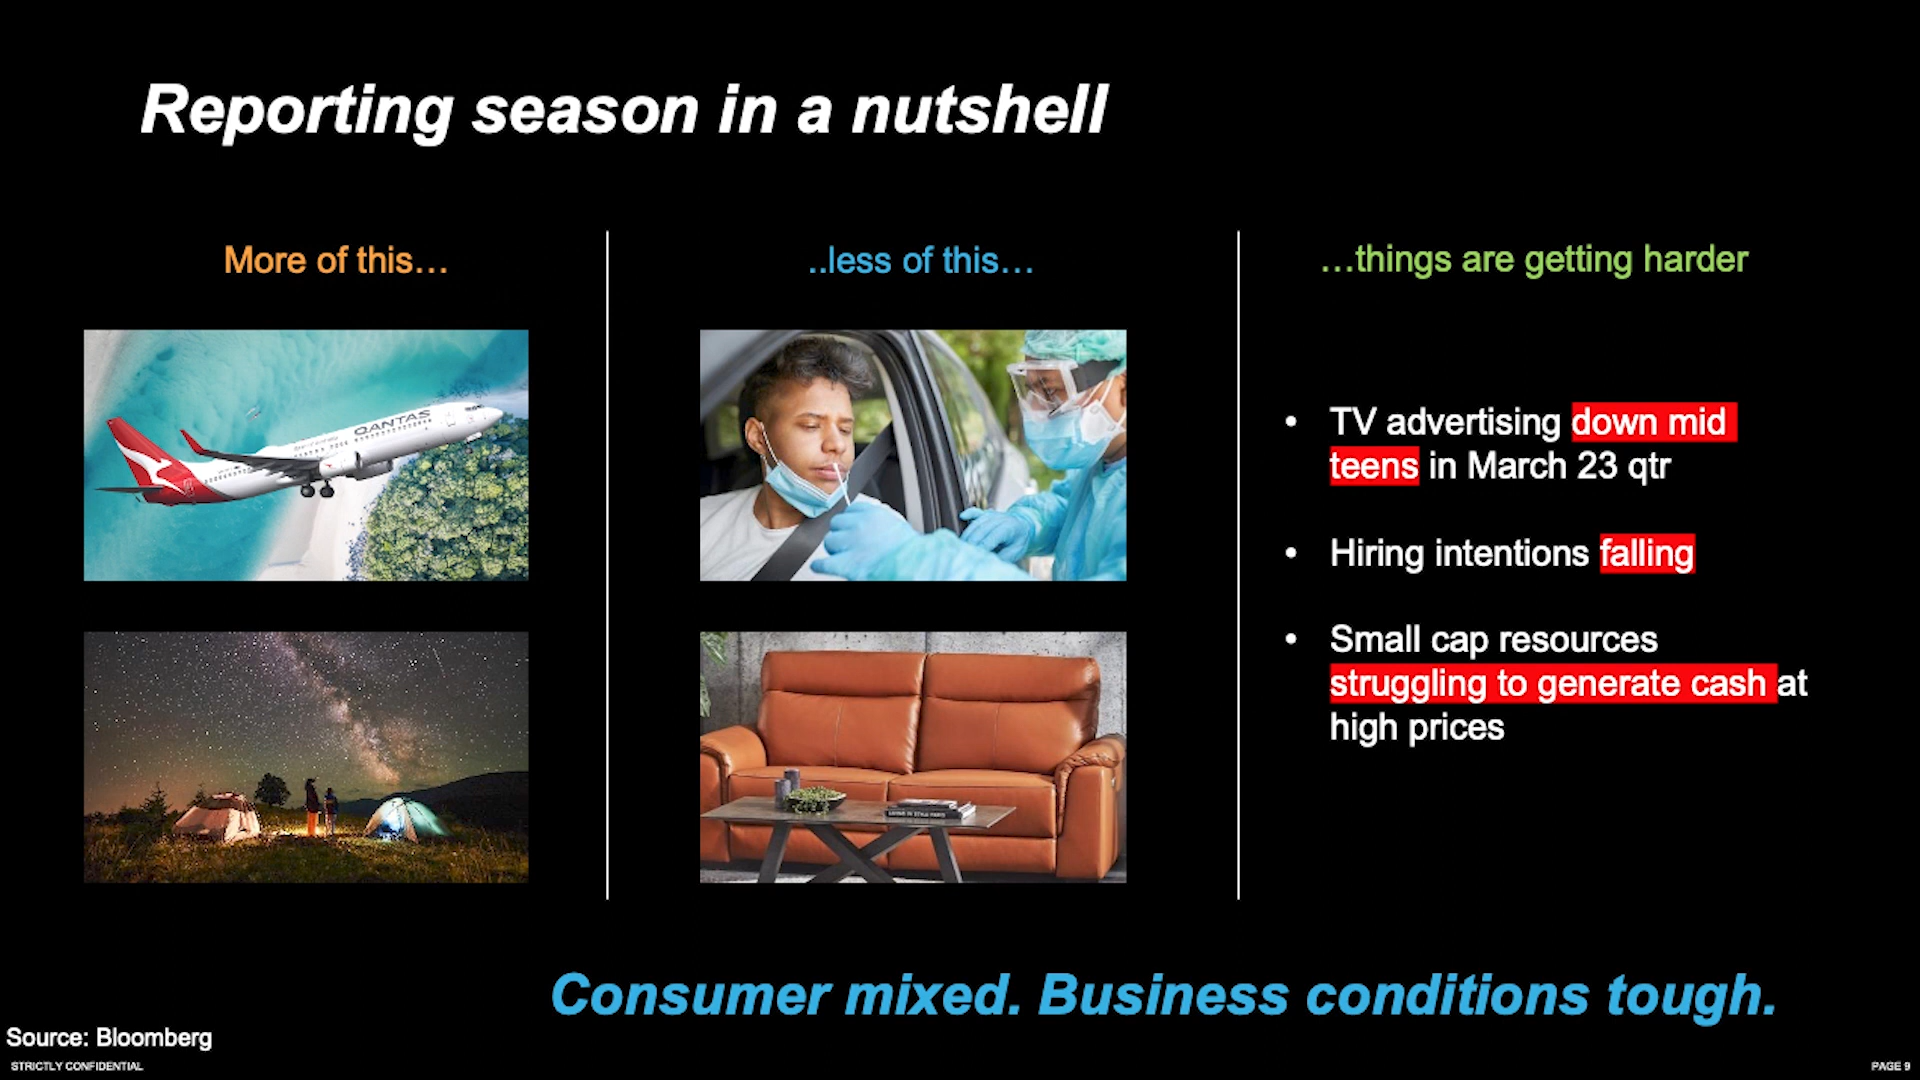 Reporting season in a nutshell
More of this…
..less of this…
…things are getting harder
QANTAS
• TV advertising down mid
teens in March 23 qtr
• Hiring intentions falling
• Small cap resources
struggling to generate cash at
high prices
Consumer mixed. Business conditions tough.
Source: Bloomberg
STRICTLY CONFIDENTIAL
PAGE 9